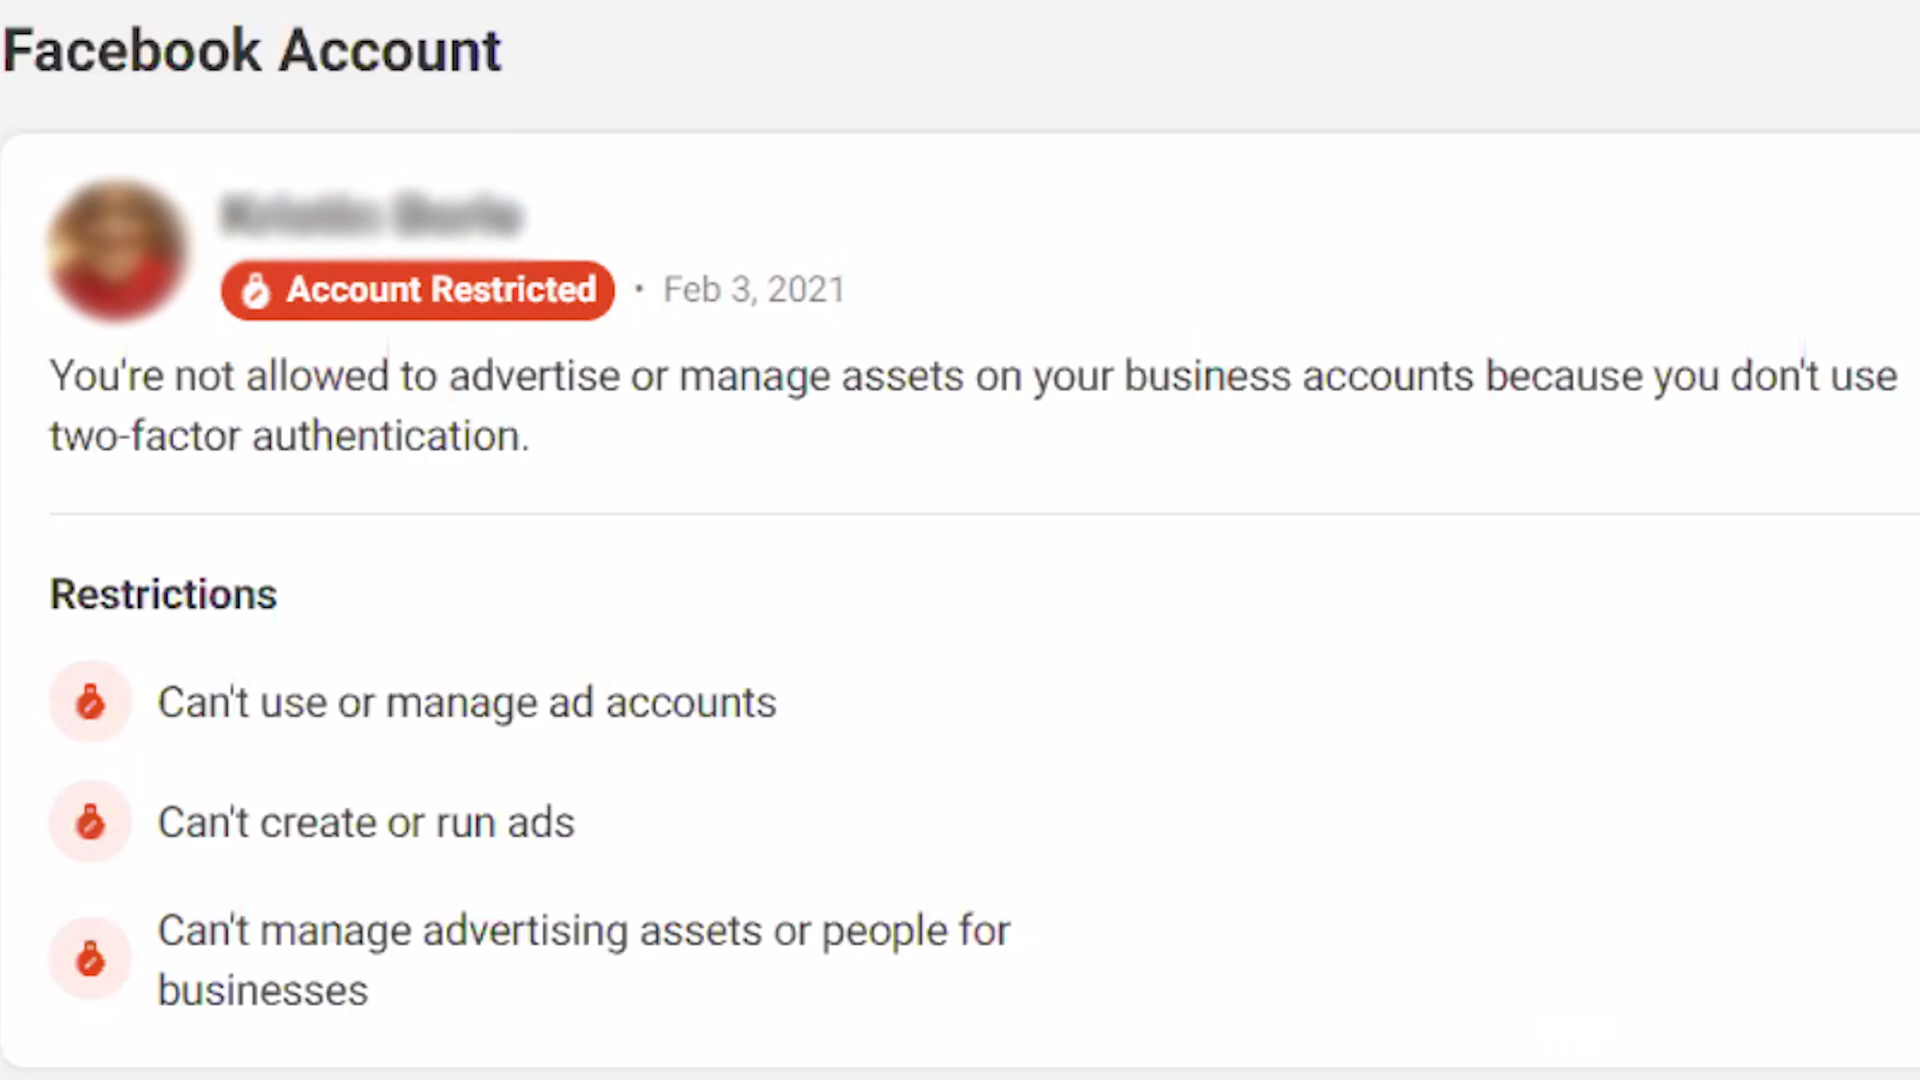 Facebook Account
Account Restricted · Feb 3, 2021
You're not allowed to advertise or manage assets on your business accounts because you don't use
two-factor authentication.
Restrictions
Can't use or manage ad accounts
Can't create or run ads
Can't manage advertising assets or people for
businesses